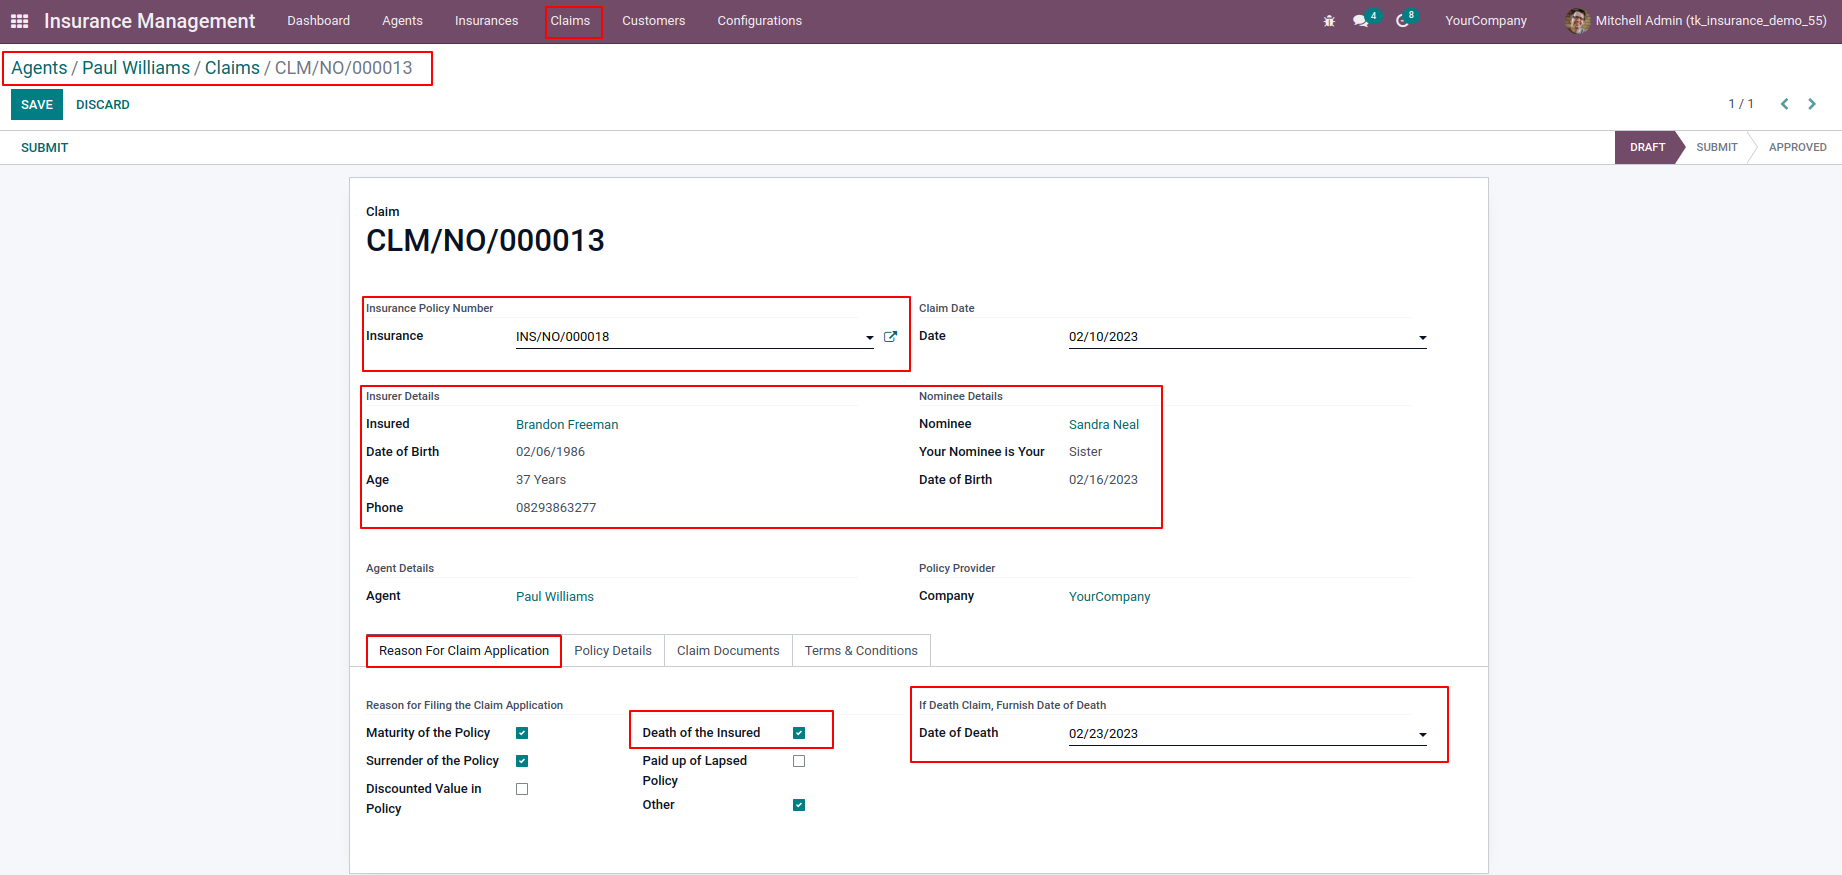 Insurance Management Dashboard Agents Insurances Claims Customers Configurations 4 8 YourCompany Mitchell Admin (tk_insurance_demo_55)
Agents / Paul Williams / Claims / CLM/NO/000013
SAVE DISCARD 1 / 1
SUBMIT DRAFT SUBMIT APPROVED
Claim
CLM/NO/000013
Insurance Policy Number Claim Date
Insurance INS/NO/000018 Date 02/10/2023
Insurer Details Nominee Details
Insured Brandon Freeman Nominee Sandra Neal
Date of Birth 02/06/1986 Your Nominee is Your Sister
Age 37 Years Date of Birth 02/16/2023
Phone 08293863277
Agent Details Policy Provider
Agent Paul Williams Company YourCompany
Reason For Claim Application Policy Details Claim Documents Terms & Conditions
Reason for Filing the Claim Application If Death Claim, Furnish Date of Death
Maturity of the Policy Death of the Insured Date of Death 02/23/2023
Surrender of the Policy Paid up of Lapsed
Policy
Discounted Value in
Policy
Other